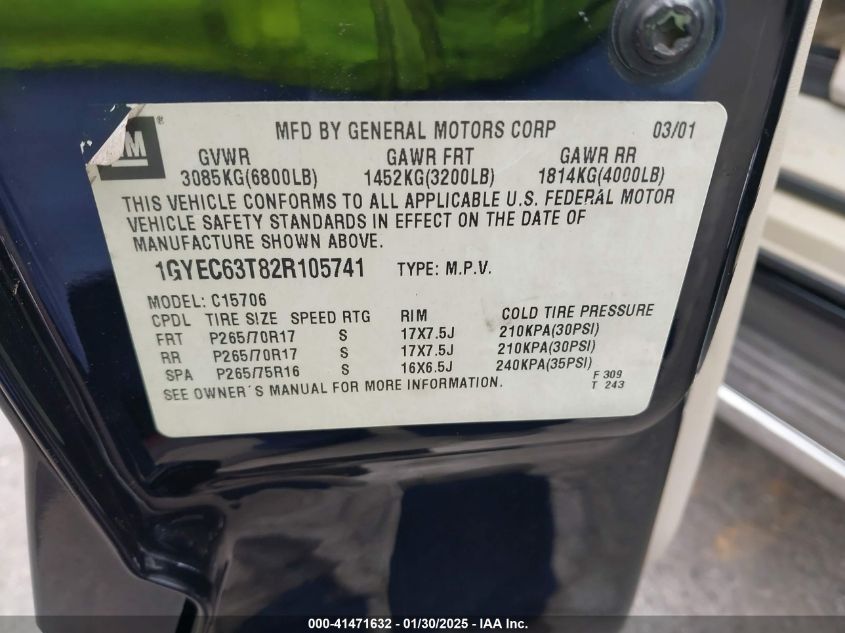 GM ®
MFD BY GENERAL MOTORS CORP 03/01
GVWR GAWR FRT GAWR RR
3085KG(6800LB) 1452KG(3200LB) 1814KG(4000LB)
THIS VEHICLE CONFORMS TO ALL APPLICABLE U.S. FEDERAL MOTOR
VEHICLE SAFETY STANDARDS IN EFFECT ON THE DATE OF
MANUFACTURE SHOWN ABOVE.
1GYEC63T82R105741 TYPE: M.P.V.
MODEL: C15706
CPDL TIRE SIZE SPEED RTG RIM COLD TIRE PRESSURE
FRT P265/70R17 S 17X7.5J 210KPA(30PSI)
RR P265/70R17 S 17X7.5J 210KPA(30PSI)
SPA P265/75R16 S 16X6.5J 240KPA(35PSI)
F 309
SEE OWNER'S MANUAL FOR MORE INFORMATION. T 243
000-41471632 - 01/30/2025 - IAA Inc.